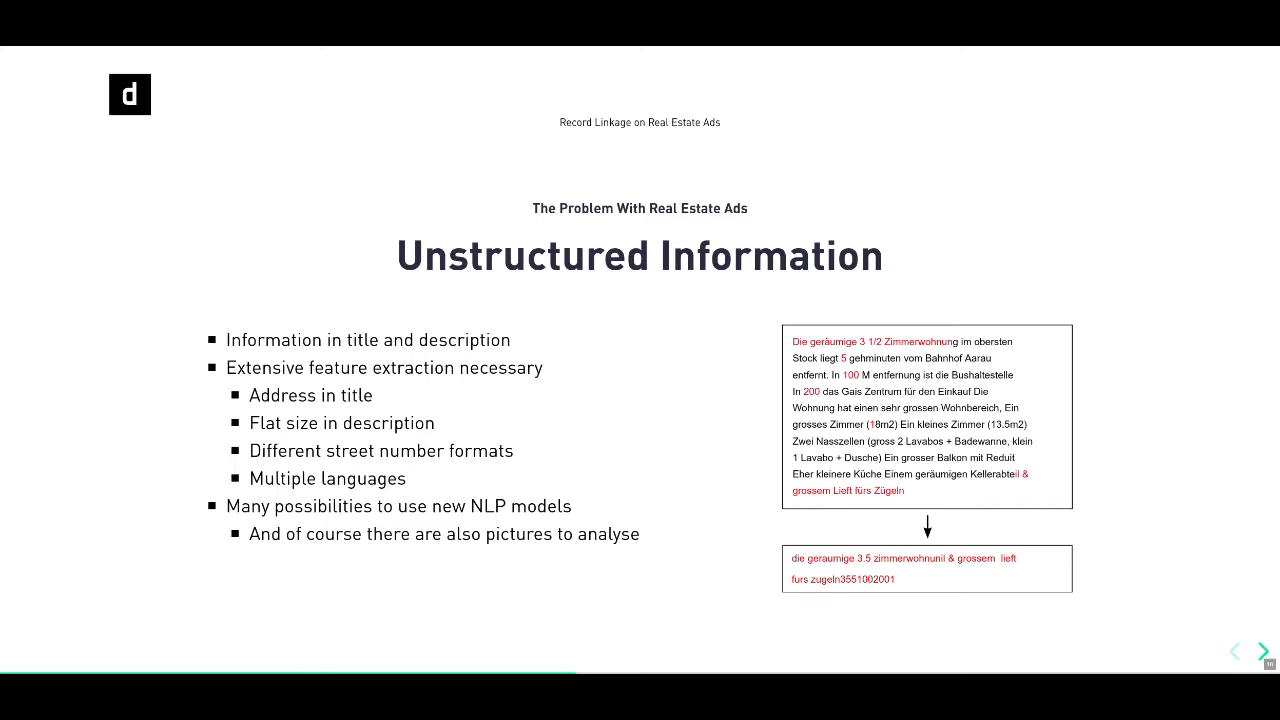 d
Record Linkage on Real Estate Ads
The Problem With Real Estate Ads
Unstructured Information
Information in title and description
Extensive feature extraction necessary
Address in title
Flat size in description
Different street number formats
Multiple languages
Many possibilities to use new NLP models
And of course there are also pictures to analyse
Die geräumige 3 1/2 Zimmerwohnung im obersten
Stock liegt 5 gehminuten vom Bahnhof Aarau
entfernt. In 100 M entfernung ist die Bushaltestelle
In 200 das Gais Zentrum für den Einkauf Die
Wohnung hat einen sehr grossen Wohnbereich, Ein
grosses Zimmer (18m2) Ein kleines Zimmer (13.5m2)
Zwei Nasszellen (gross 2 Lavabos + Badewanne, klein
1 Lavabo + Dusche) Ein grosser Balkon mit Reduit
Eher kleinere Küche Einem geräumigen Kellerabteil &
grossem Lieft fürs Zügeln
die geraumige 3.5 zimmerwohnunil & grossem lieft
furs zugeln3551002001